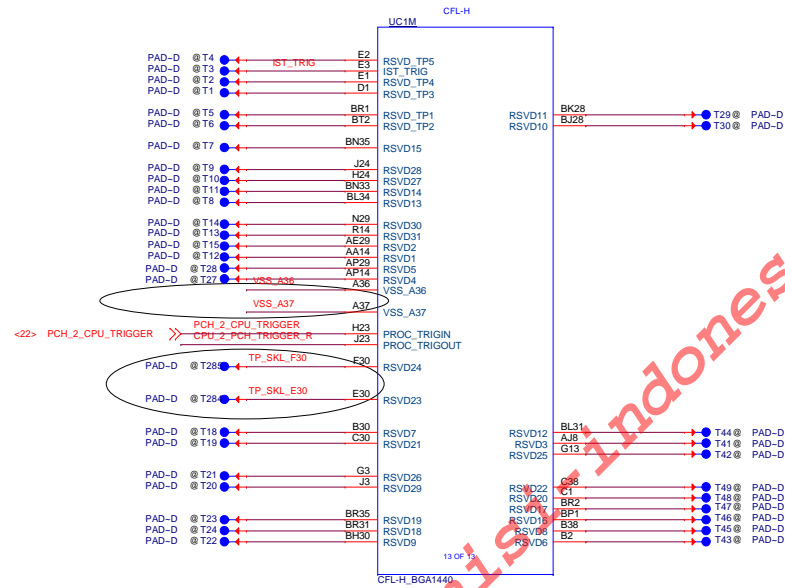 CFL-H
UC1M
PAD~D @T4 E2 RSVD_TP5
PAD~D @T3 IST_TRIG E3 IST_TRIG
PAD~D @T2 E1 RSVD_TP4
PAD~D @T1 D1 RSVD_TP3
PAD~D @T5 BR1 RSVD_TP1 RSVD11 BK28 T29@ PAD~D
PAD~D @T6 BT2 RSVD_TP2 RSVD10 BJ28 T30@ PAD~D
PAD~D @T7 BN35 RSVD15
PAD~D @T9 J24 RSVD28
PAD~D @T10 H24 RSVD27
PAD~D @T11 BN33 RSVD14
PAD~D @T8 BL34 RSVD13
PAD~D @T14 N29 RSVD30
PAD~D @T13 R14 RSVD31
PAD~D @T15 AE29 RSVD2
PAD~D @T12 AA14 RSVD1
PAD~D @T28 AP29 RSVD5
PAD~D @T27 AP14 RSVD4
VSS_A36 A36 VSS_A36
VSS_A37 A37 VSS_A37
<22> PCH_2_CPU_TRIGGER PCH_2_CPU_TRIGGER H23 PROC_TRIGIN
CPU_2_PCH_TRIGGER_R J23 PROC_TRIGOUT
PAD~D @T285 TP_SKL_F30 F30 RSVD24
PAD~D @T284 TP_SKL_E30 E30 RSVD23
PAD~D @T18 B30 RSVD7 RSVD12 BL31 T44@ PAD~D
PAD~D @T19 C30 RSVD21 RSVD3 AJ8 T41@ PAD~D
RSVD25 G13 T42@ PAD~D
PAD~D @T21 G3 RSVD26
PAD~D @T20 J3 RSVD29 RSVD22 C38 T49@ PAD~D
RSVD20 C1 T48@ PAD~D
RSVD17 BR2 T47@ PAD~D
PAD~D @T23 BR35 RSVD19 RSVD16 BP1 T46@ PAD~D
PAD~D @T24 BR31 RSVD18 RSVD8 B38 T45@ PAD~D
PAD~D @T22 BH30 RSVD9 RSVD6 B2 T43@ PAD~D
13 OF 13
CFL-H_BGA1440
nisi-indones